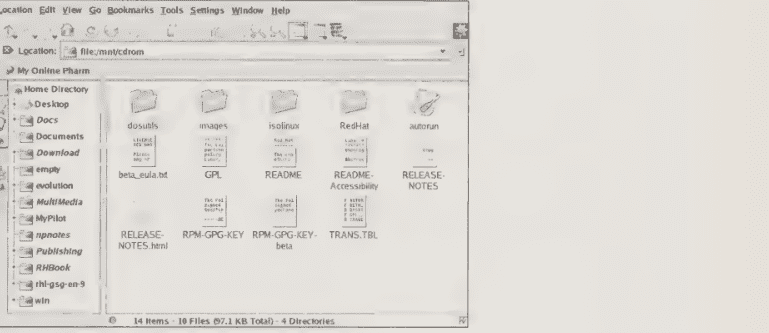 ocation Edit View Go Bookmarks Tools Settings Window Help
Location: file:/mnt/cdrom
My Online Pharm
Home Directory
Desktop
Docs
Documents
Download
empty
evolution
MultiMedia
MyPilot
npnotes
Publishing
RHBook
rhl-gsg-en-9
win
dosutils images isolinux RedHat autorun
beta_eula.txt GPL README README-Accessibility RELEASE-NOTES
RELEASE-NOTES.html RPM-GPG-KEY RPM-GPG-KEY-beta TRANS.TBL
14 Items - 10 Files (97.1 KB Total) - 4 Directories